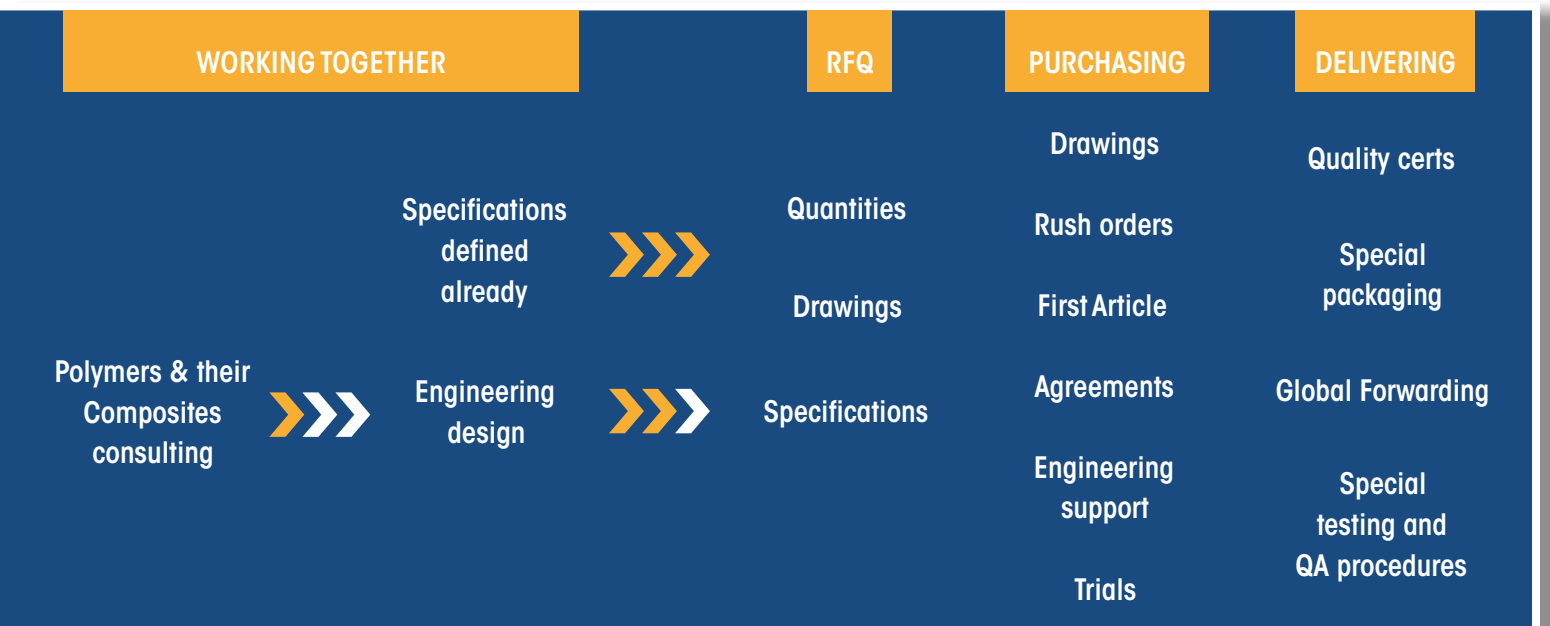 WORKING TOGETHER
Specifications
defined
already
Polymers & their
Composites
consulting
Engineering
design
RFQ
Quantities
Drawings
Specifications
PURCHASING
Drawings
Rush orders
First Article
Agreements
Engineering
support
Trials
DELIVERING
Quality certs
Special
packaging
Global Forwarding
Special
testing and
QA procedures